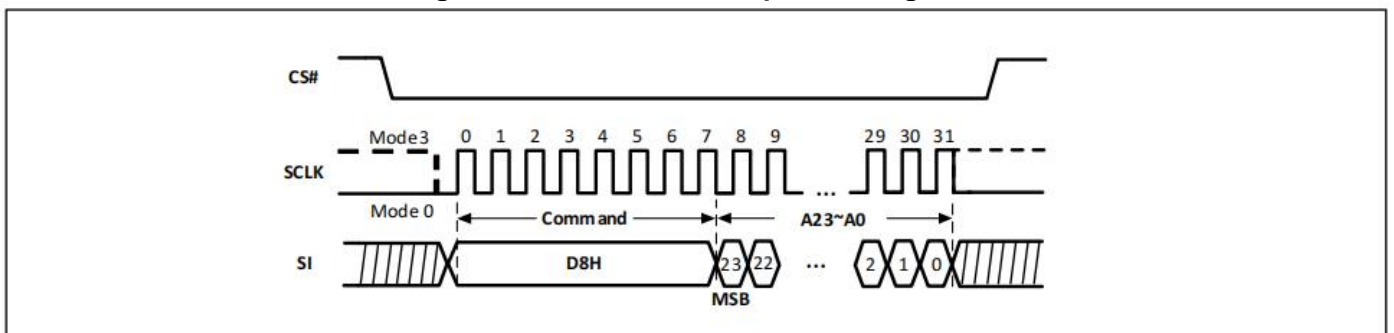 CS#
Mode3 0 1 2 3 4 5 6 7 8 9 29 30 31
SCLK
...
Mode 0
Command A23~A0
SI D8H 23 22 ... 2 1 0
MSB